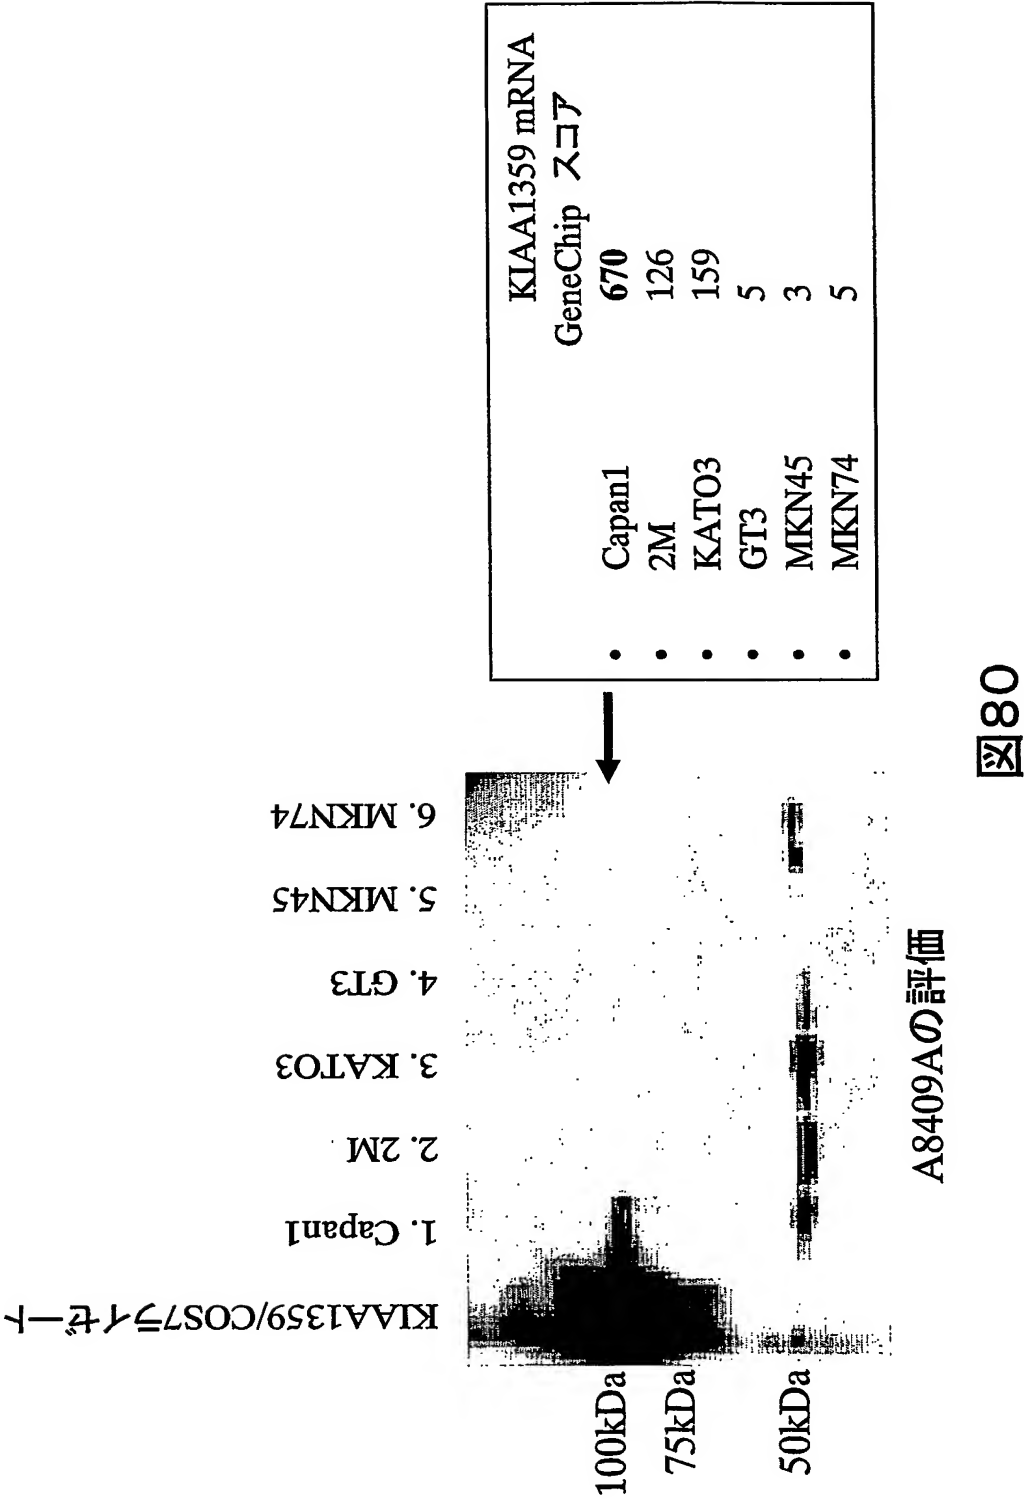 KIAA1359/COS7ライゼート
1. Capan1
2. 2M
3. KATO3
4. GT3
5. MKN45
6. MKN74
100kDa
75kDa
50kDa
KIAA1359 mRNA
GeneChip スコア
• Capan1 670
• 2M 126
• KATO3 159
• GT3 5
• MKN45 3
• MKN74 5
A8409Aの評価
図80